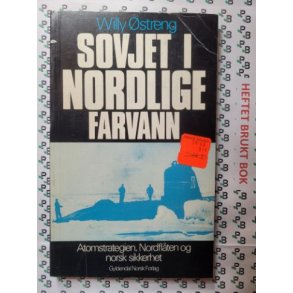 Willy Østreng
SOVJET I
NORDLIGE
FARVANN
Atomstrategien, Nordflåten og
norsk sikkerhet
Gyldendal Norsk Forlag
HEFTET BRUKT BOK